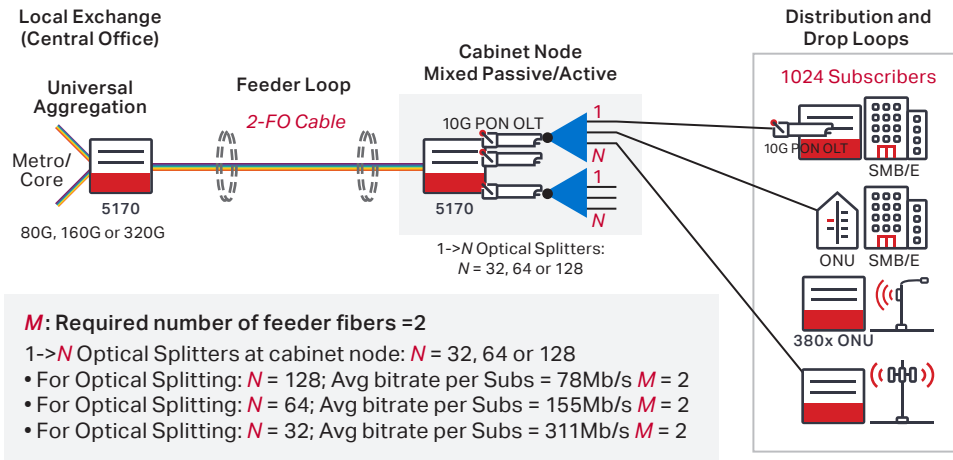 Local Exchange
(Central Office)
Universal
Aggregation
Metro/
Core
5170
80G, 160G or 320G
Feeder Loop
2-FO Cable
Cabinet Node
Mixed Passive/Active
10G PON OLT
1
N
1
N
5170
1->N Optical Splitters:
N = 32, 64 or 128
Distribution and
Drop Loops
1024 Subscribers
10G PON OLT
SMB/E
ONU
SMB/E
380x ONU
M: Required number of feeder fibers =2
1->N Optical Splitters at cabinet node: N = 32, 64 or 128
• For Optical Splitting: N = 128; Avg bitrate per Subs = 78Mb/s M = 2
• For Optical Splitting: N = 64; Avg bitrate per Subs = 155Mb/s M = 2
• For Optical Splitting: N = 32; Avg bitrate per Subs = 311Mb/s M = 2